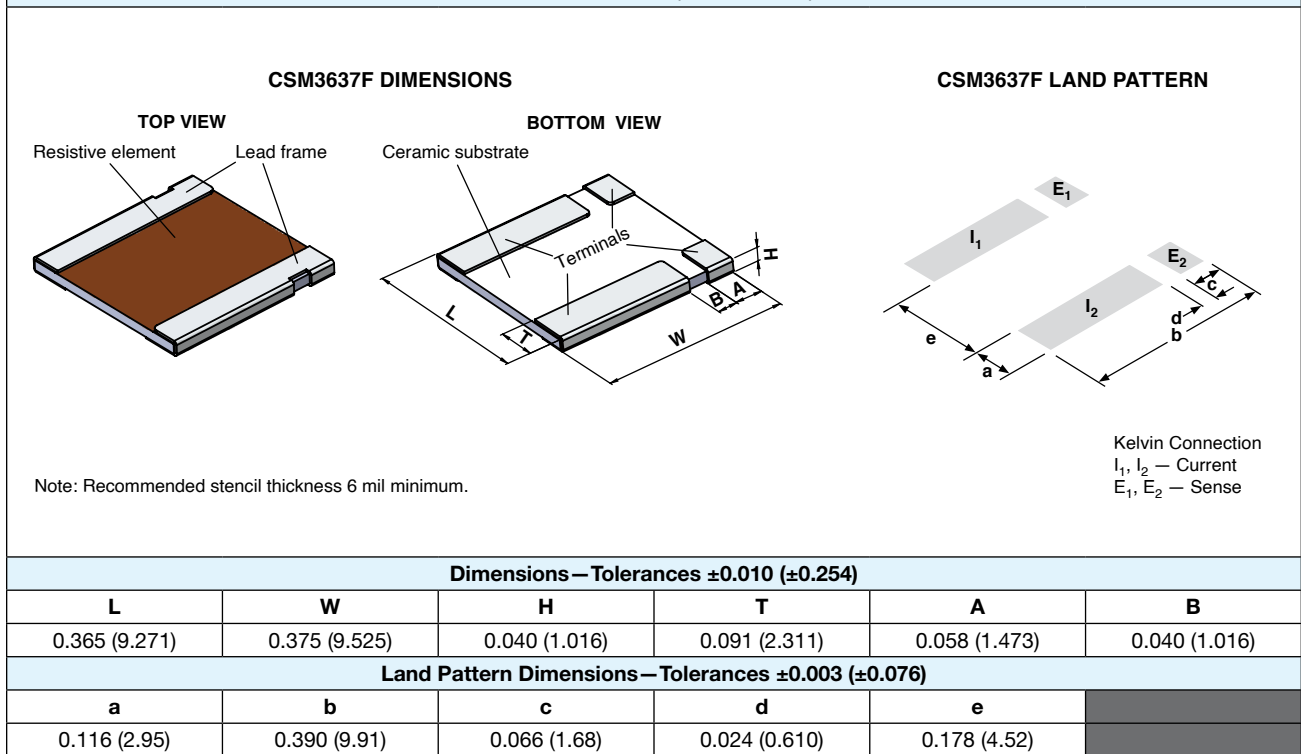 CSM3637F DIMENSIONS
CSM3637F LAND PATTERN
TOP VIEW
BOTTOM VIEW
Resistive element
Lead frame
Ceramic substrate
Terminals
H
B
A
L
T
W
E₁
I₁
E₂
I₂
c
d
b
e
a
Kelvin Connection
I₁, I₂ — Current
E₁, E₂ — Sense
Note: Recommended stencil thickness 6 mil minimum.
Dimensions—Tolerances ±0.010 (±0.254)
L W H T A B
0.365 (9.271) 0.375 (9.525) 0.040 (1.016) 0.091 (2.311) 0.058 (1.473) 0.040 (1.016)
Land Pattern Dimensions—Tolerances ±0.003 (±0.076)
a b c d e
0.116 (2.95) 0.390 (9.91) 0.066 (1.68) 0.024 (0.610) 0.178 (4.52)